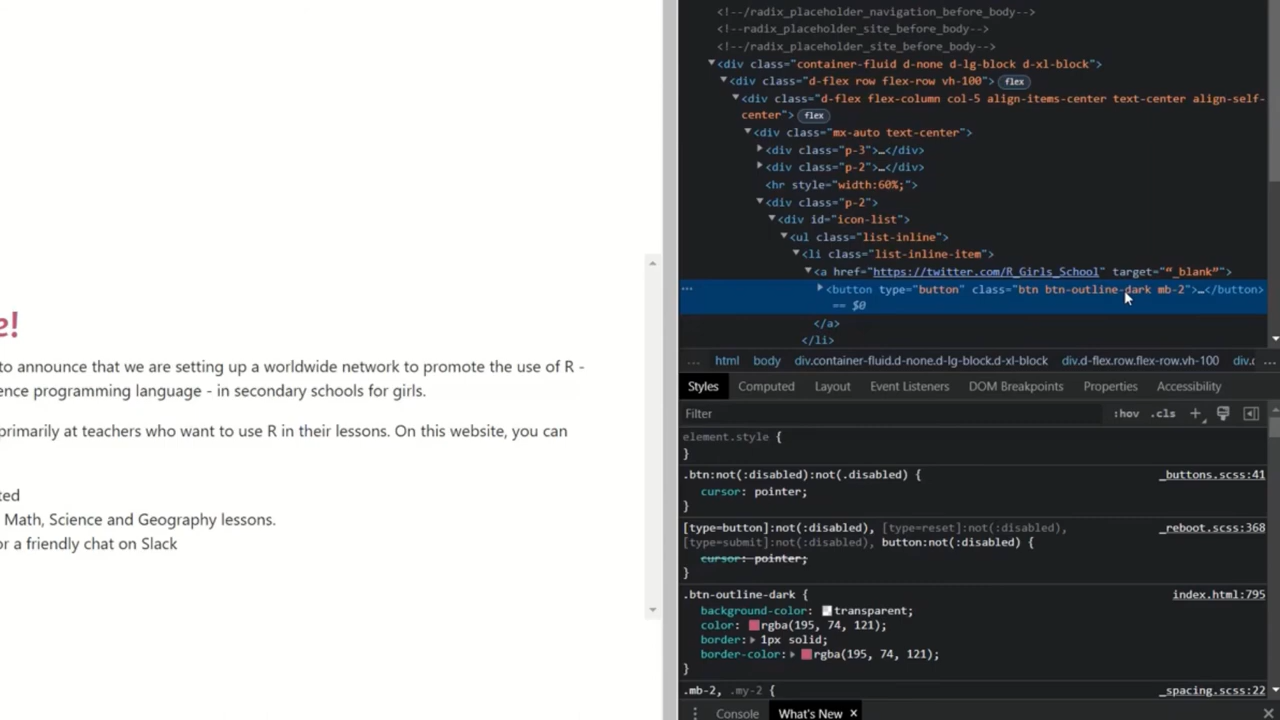 e!
to announce that we are setting up a worldwide network to promote the use of R -
ence programming language - in secondary schools for girls.
primarily at teachers who want to use R in their lessons. On this website, you can
ted
Math, Science and Geography lessons.
or a friendly chat on Slack
<!--/radix_placeholder_navigation_before_body-->
<!--radix_placeholder_site_before_body-->
<!--/radix_placeholder_site_before_body-->
<div class="container-fluid d-none d-lg-block d-xl-block">
<div class="d-flex row flex-row vh-100"> flex
<div class="d-flex flex-column col-5 align-items-center text-center align-self-
center"> flex
<div class="mx-auto text-center">
<div class="p-3">…</div>
<div class="p-2">…</div>
<hr style="width:60%;">
<div class="p-2">
<div id="icon-list">
<ul class="list-inline">
<li class="list-inline-item">
<a href="https://twitter.com/R_Girls_School" target="“_blank”">
… <button type="button" class="btn btn-outline-dark mb-2">…</button>
== $0
</a>
</li>
… html body div.container-fluid.d-none.d-lg-block.d-xl-block div.d-flex.row.flex-row.vh-100 div.c …
Styles Computed Layout Event Listeners DOM Breakpoints Properties Accessibility
Filter :hov .cls +
element.style {
}
.btn:not(:disabled):not(.disabled) { _buttons.scss:41
cursor: pointer;
}
[type=button]:not(:disabled), [type=reset]:not(:disabled), _reboot.scss:368
[type=submit]:not(:disabled), button:not(:disabled) {
cursor: pointer;
}
.btn-outline-dark { index.html:795
background-color: transparent;
color: rgba(195, 74, 121);
border: 1px solid;
border-color: rgba(195, 74, 121);
}
.mb-2, .my-2 { _spacing.scss:22
Console What's New ×